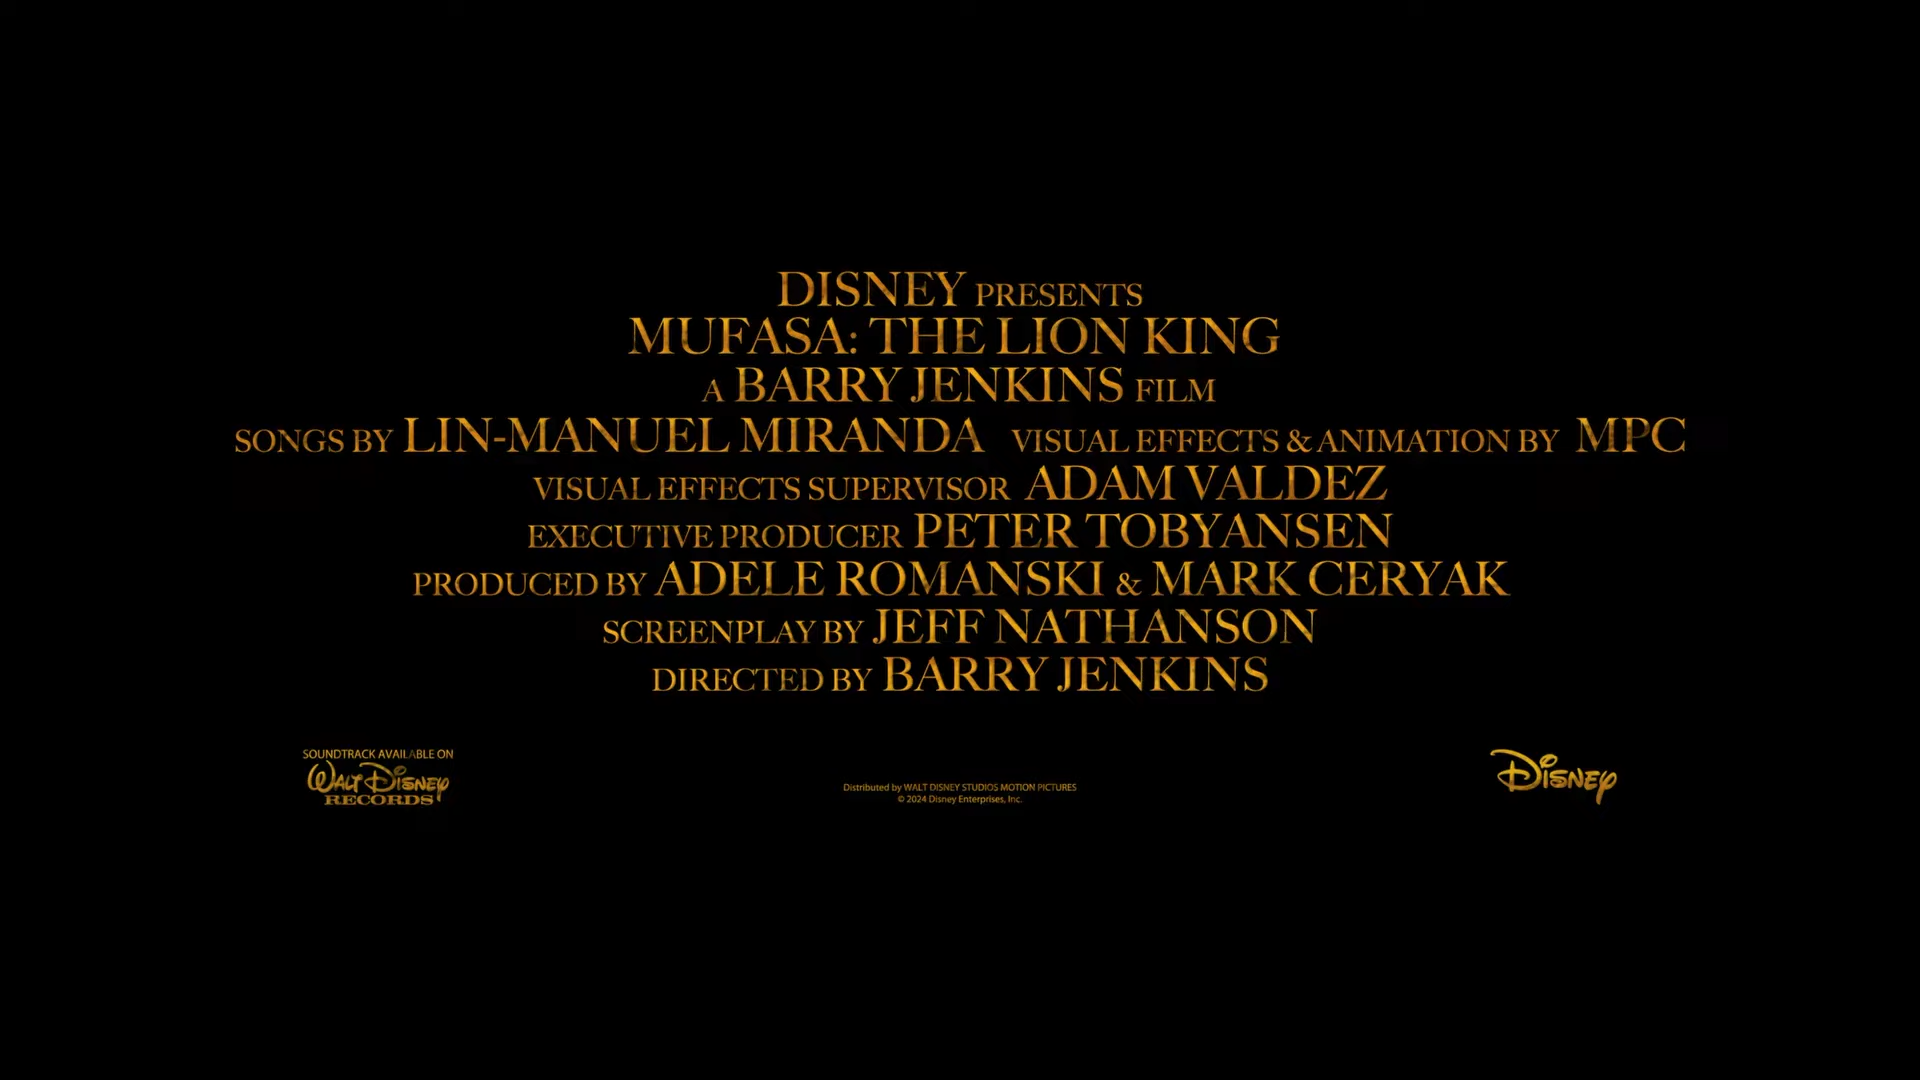 DISNEY PRESENTS
MUFASA: THE LION KING
A BARRY JENKINS FILM
SONGS BY LIN-MANUEL MIRANDA VISUAL EFFECTS & ANIMATION BY MPC
VISUAL EFFECTS SUPERVISOR ADAM VALDEZ
EXECUTIVE PRODUCER PETER TOBYANSEN
PRODUCED BY ADELE ROMANSKI & MARK CERYAK
SCREENPLAY BY JEFF NATHANSON
DIRECTED BY BARRY JENKINS
SOUNDTRACK AVAILABLE ON
WALT DISNEY
RECORDS
Distributed by WALT DISNEY STUDIOS MOTION PICTURES
© 2024 Disney Enterprises, Inc.
Disney